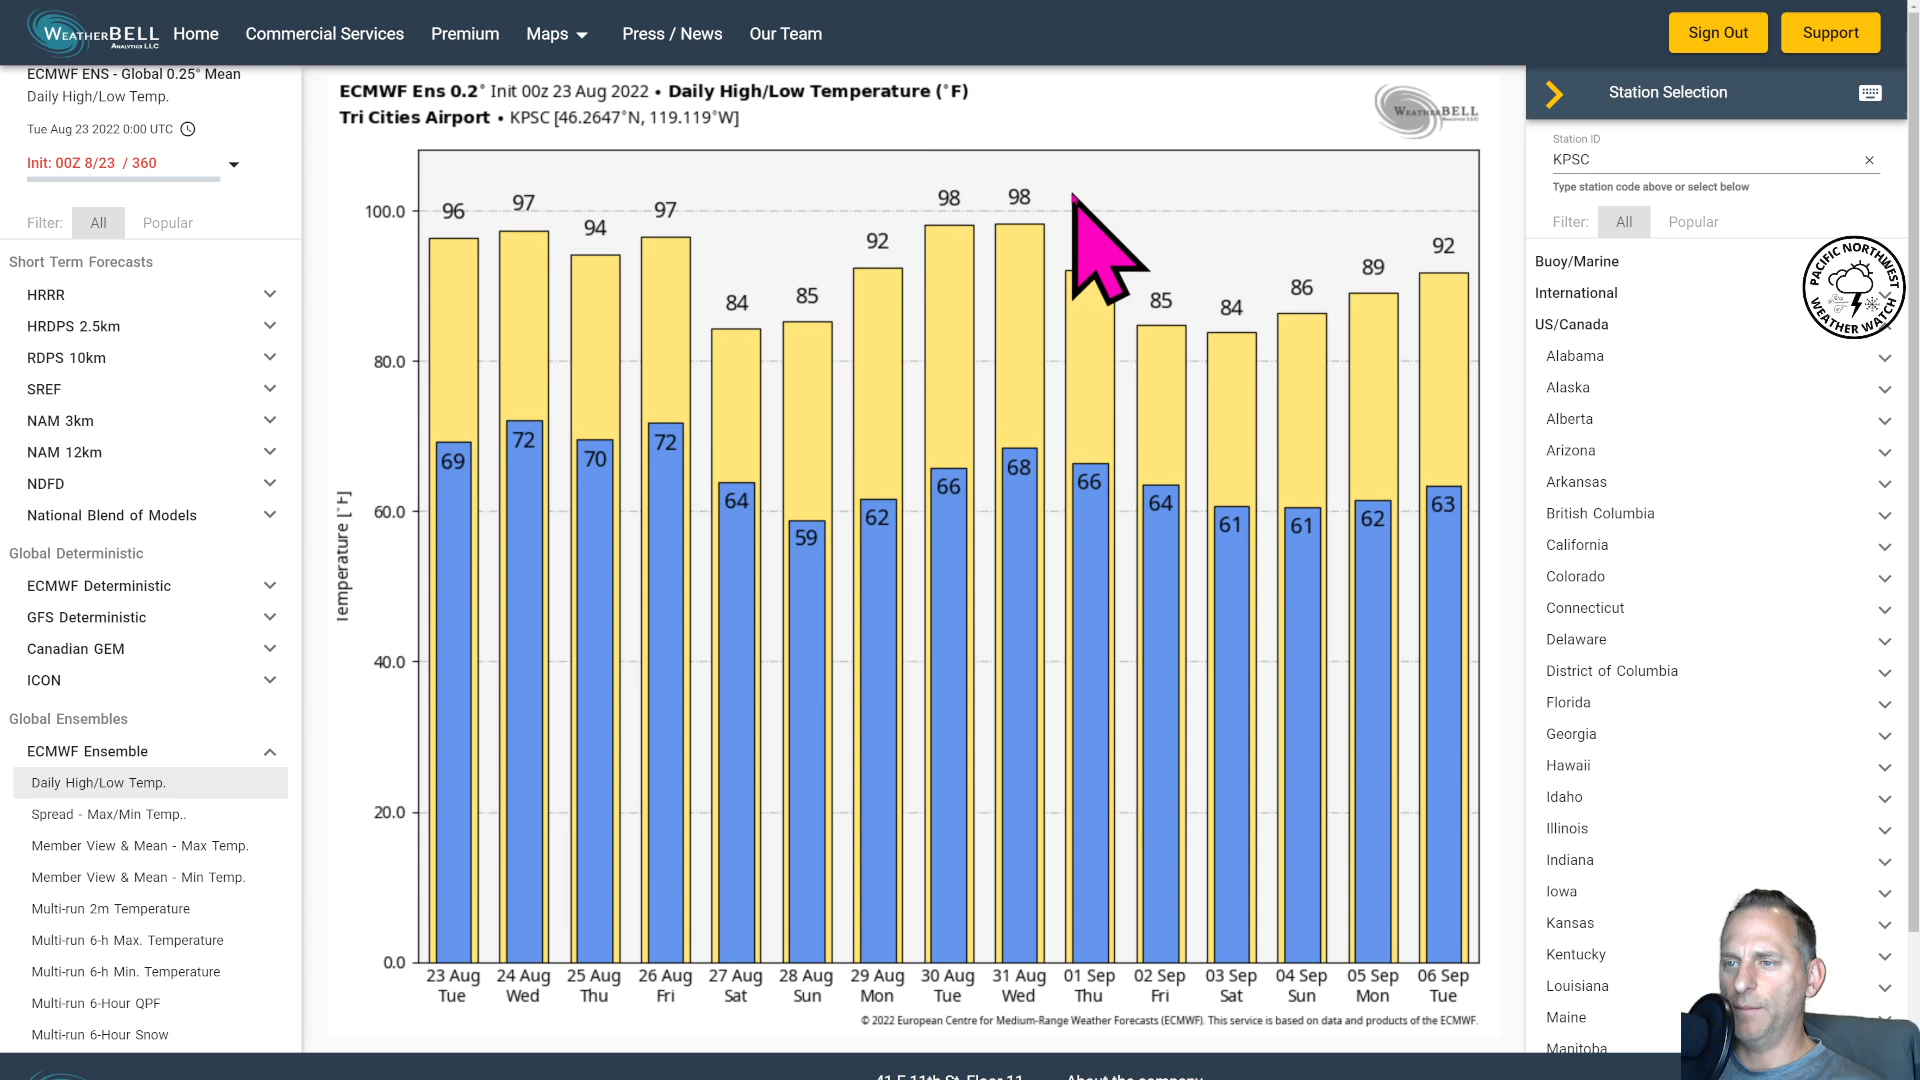 WEATHERBELL
ANALYTICS LLC
Home
Commercial Services
Premium
Maps
Press / News
Our Team
Sign Out
Support
ECMWF ENS - Global 0.25° Mean
Daily High/Low Temp.
Tue Aug 23 2022 0:00 UTC
Init: 00Z 8/23 / 360
Filter: All Popular
Short Term Forecasts
HRRR
HRDPS 2.5km
RDPS 10km
SREF
NAM 3km
NAM 12km
NDFD
National Blend of Models
Global Deterministic
ECMWF Deterministic
GFS Deterministic
Canadian GEM
ICON
Global Ensembles
ECMWF Ensemble
Daily High/Low Temp.
Spread - Max/Min Temp..
Member View & Mean - Max Temp.
Member View & Mean - Min Temp.
Multi-run 2m Temperature
Multi-run 6-h Max. Temperature
Multi-run 6-h Min. Temperature
Multi-run 6-Hour QPF
Multi-run 6-Hour Snow
ECMWF Ens 0.2° Init 00z 23 Aug 2022 • Daily High/Low Temperature (°F)
Tri Cities Airport • KPSC [46.2647°N, 119.119°W]
WEATHERBELL
Temperature [°F]
100.0
80.0
60.0
40.0
20.0
0.0
96 97 94 97 84 85 92 98 98 85 84 86 89 92
69 72 70 72 64 59 62 66 68 66 64 61 61 62 63
23 Aug 24 Aug 25 Aug 26 Aug 27 Aug 28 Aug 29 Aug 30 Aug 31 Aug 01 Sep 02 Sep 03 Sep 04 Sep 05 Sep 06 Sep
Tue Wed Thu Fri Sat Sun Mon Tue Wed Thu Fri Sat Sun Mon Tue
© 2022 European Centre for Medium-Range Weather Forecasts (ECMWF). This service is based on data and products of the ECMWF.
Station Selection
Station ID
KPSC
Type station code above or select below
Filter: All Popular
PACIFIC NORTHWEST
WEATHER WATCH
Buoy/Marine
International
US/Canada
Alabama
Alaska
Alberta
Arizona
Arkansas
British Columbia
California
Colorado
Connecticut
Delaware
District of Columbia
Florida
Georgia
Hawaii
Idaho
Illinois
Indiana
Iowa
Kansas
Kentucky
Louisiana
Maine
Manitoba
41 E 11th St. Floor 11
About the company